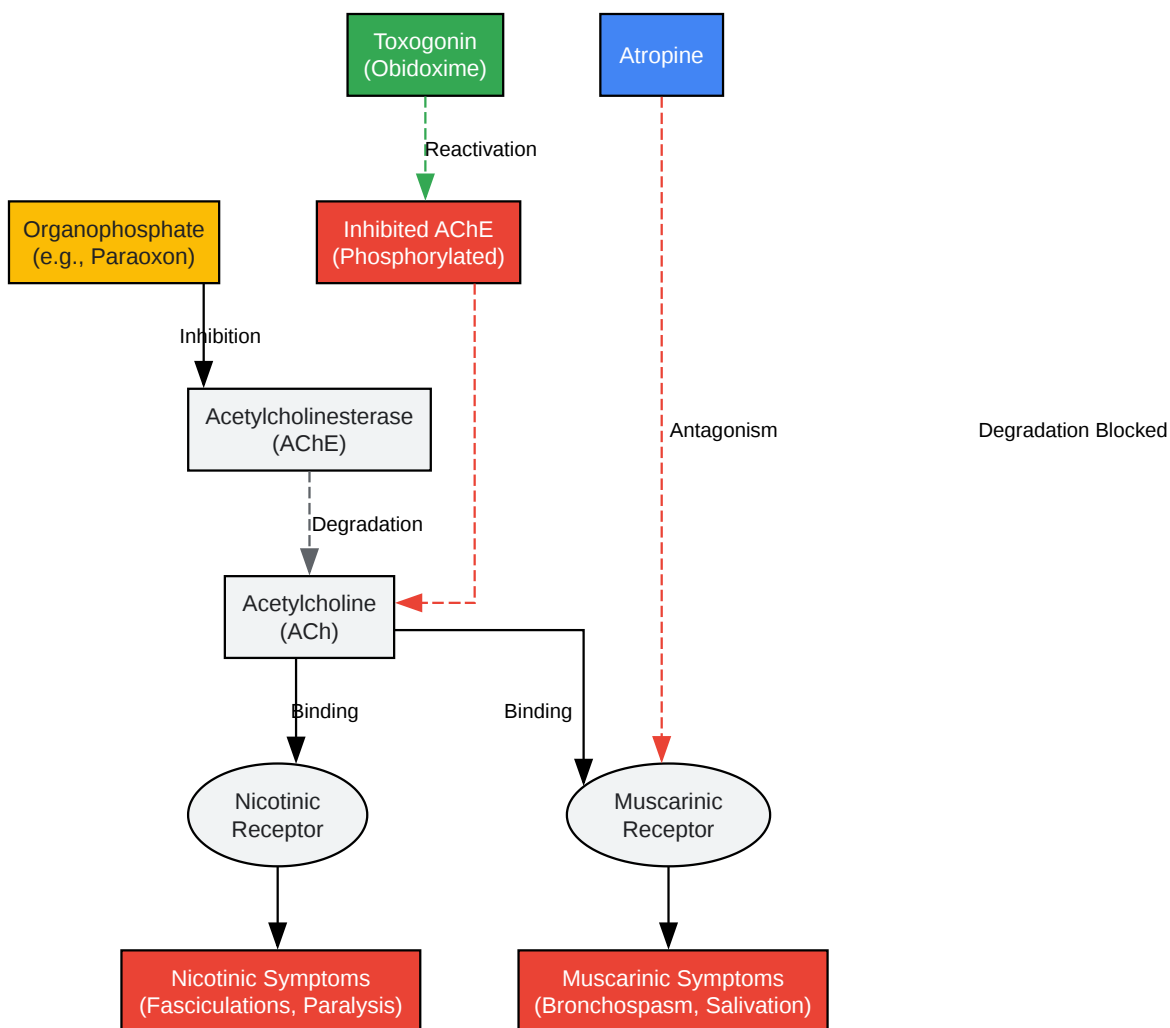 Toxogonin
(Obidoxime)
Atropine
Reactivation
Organophosphate
(e.g., Paraoxon)
Inhibited AChE
(Phosphorylated)
Inhibition
Acetylcholinesterase
(AChE)
Antagonism
Degradation Blocked
Degradation
Acetylcholine
(ACh)
Binding
Binding
Nicotinic
Receptor
Muscarinic
Receptor
Nicotinic Symptoms
(Fasciculations, Paralysis)
Muscarinic Symptoms
(Bronchospasm, Salivation)